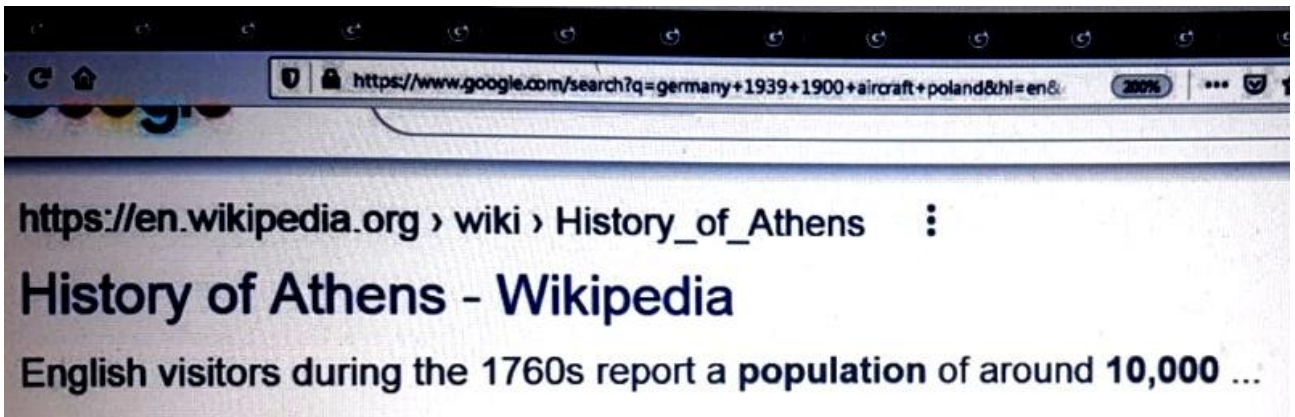 https://www.google.com/search?q=germany+1939+1900+aircraft+poland&hl=en& 200%
https://en.wikipedia.org › wiki › History_of_Athens
History of Athens - Wikipedia
English visitors during the 1760s report a population of around 10,000 ...